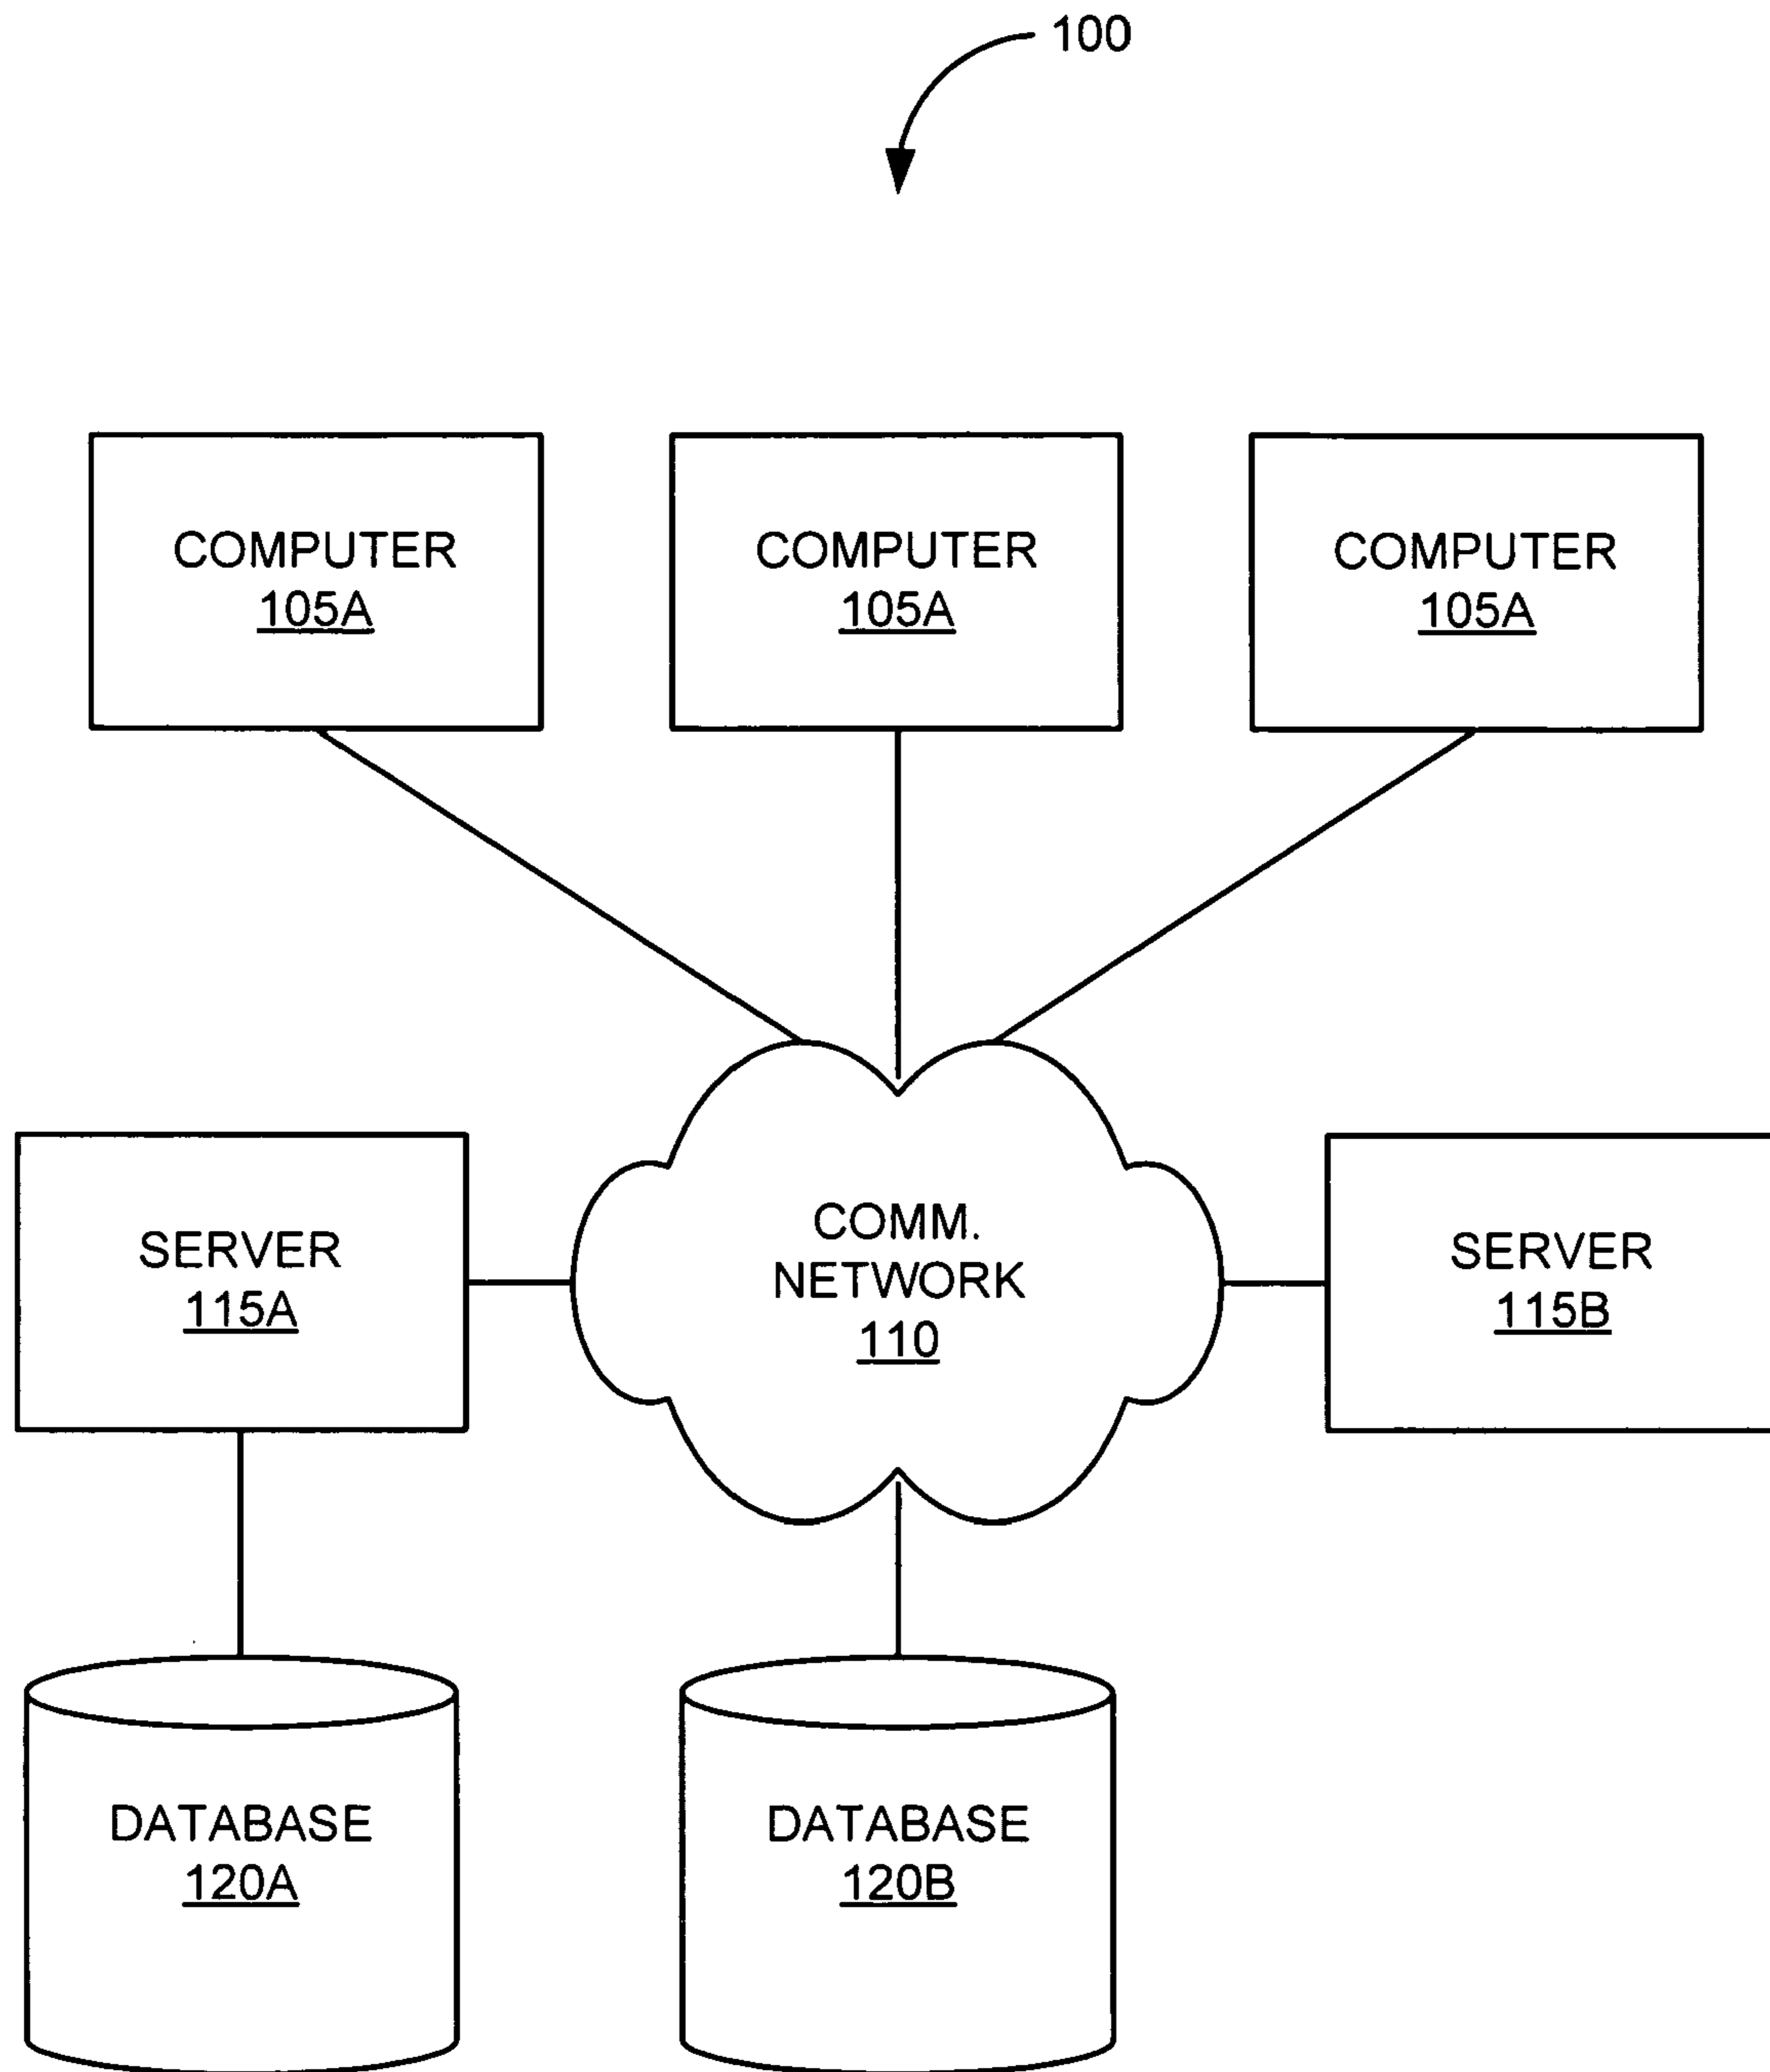 100
COMPUTER
105A
COMPUTER
105A
COMPUTER
105A
SERVER
115A
COMM.
NETWORK
110
SERVER
115B
DATABASE
120A
DATABASE
120B